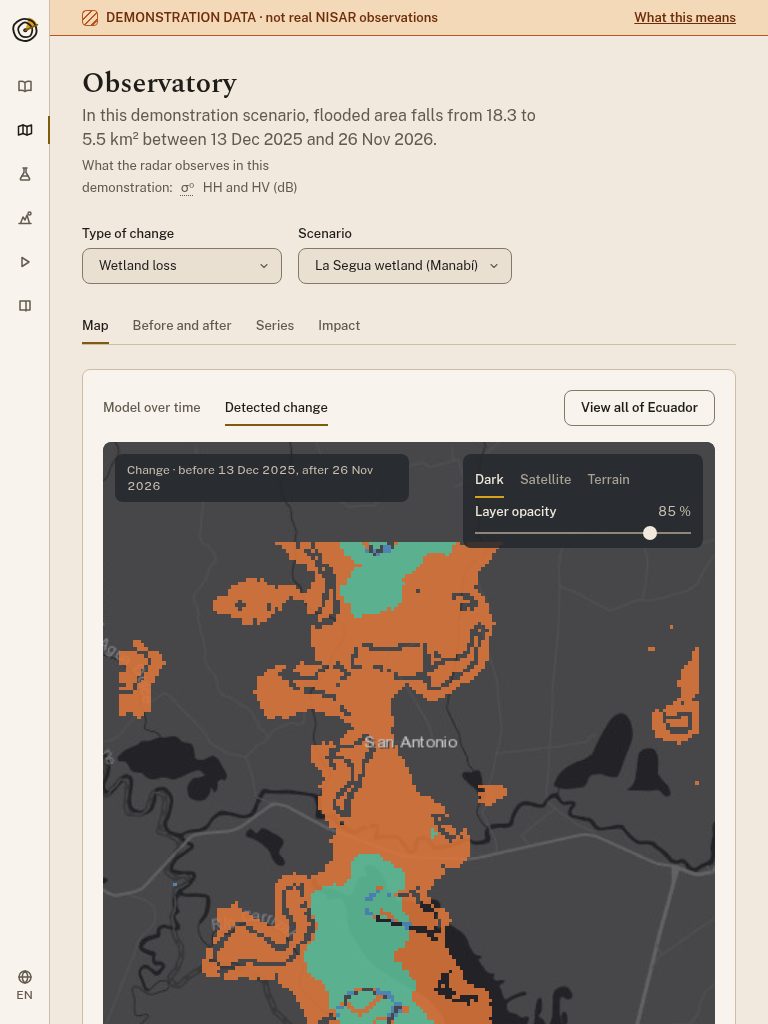 DEMONSTRATION DATA · not real NISAR observations
What this means
Observatory
In this demonstration scenario, flooded area falls from 18.3 to
5.5 km² between 13 Dec 2025 and 26 Nov 2026.
What the radar observes in this
demonstration: σ⁰ HH and HV (dB)
Type of change
Scenario
Wetland loss
La Segua wetland (Manabí)
Map
Before and after
Series
Impact
Model over time
Detected change
View all of Ecuador
Change · before 13 Dec 2025, after 26 Nov
2026
Dark
Satellite
Terrain
Layer opacity
85 %
San Antonio
EN